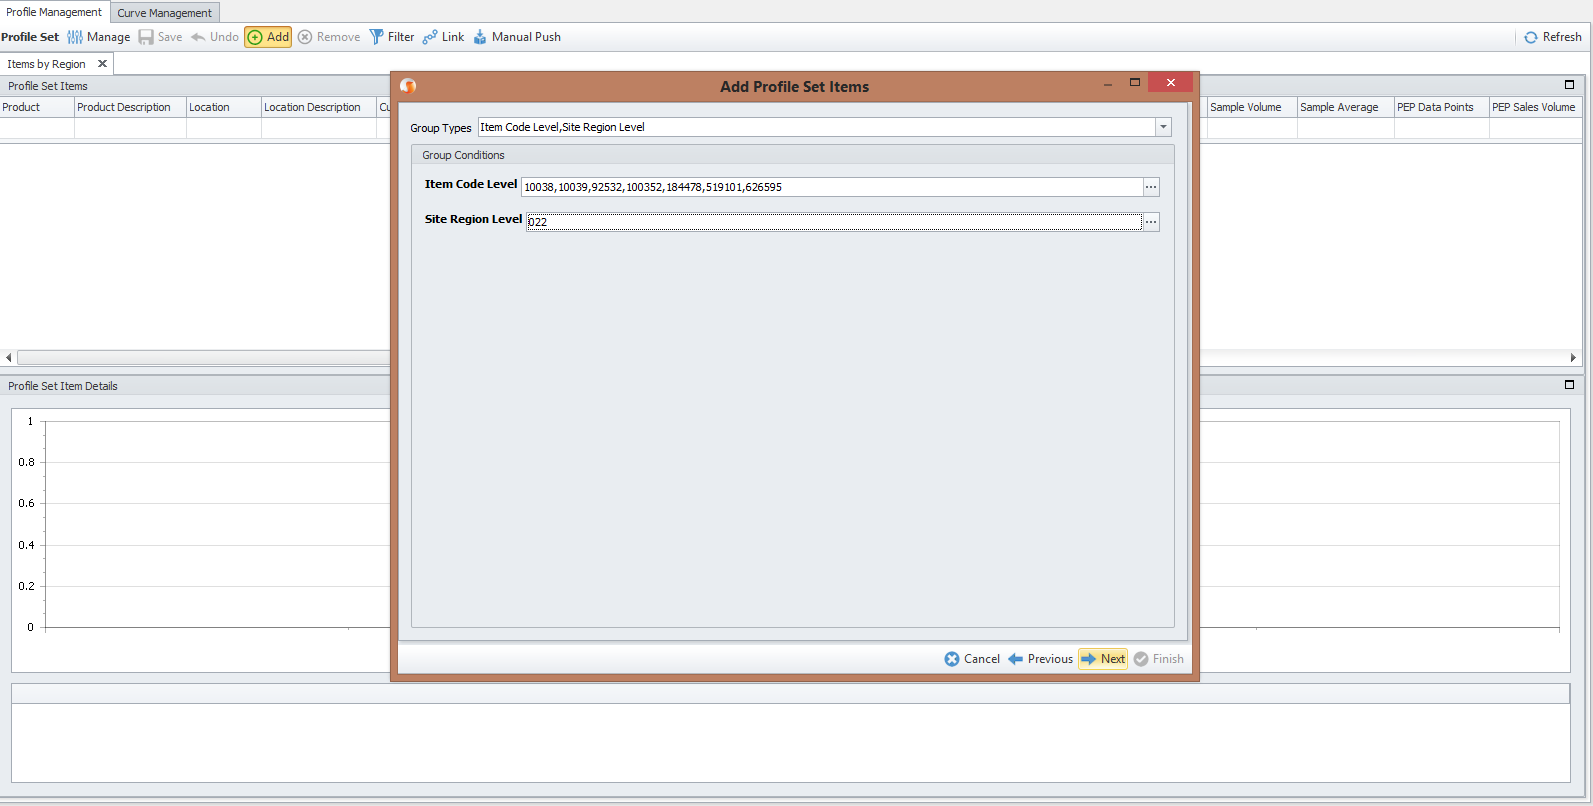 Profile Management Curve Management
Profile Set Manage Save Undo Add Remove Filter Link Manual Push Refresh
Items by Region
Profile Set Items
Product Product Description Location Location Description Cu Sample Volume Sample Average PEP Data Points PEP Sales Volume
Add Profile Set Items
Group Types Item Code Level,Site Region Level
Group Conditions
Item Code Level 10038,10039,92532,100352,184478,519101,626595 ...
Site Region Level 022 ...
Profile Set Item Details
1
0.8
0.6
0.4
0.2
0
Cancel Previous Next Finish